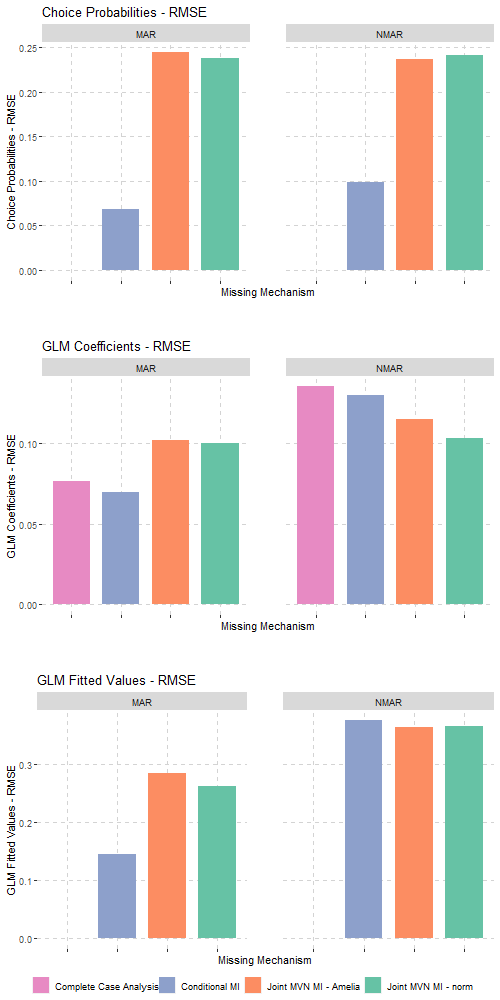 Choice Probabilities - RMSE
MAR
NMAR
Choice Probabilities - RMSE
0.25
0.20
0.15
0.10
0.05
0.00
Missing Mechanism
GLM Coefficients - RMSE
MAR
NMAR
GLM Coefficients - RMSE
0.10
0.05
0.00
Missing Mechanism
GLM Fitted Values - RMSE
MAR
NMAR
GLM Fitted Values - RMSE
0.3
0.2
0.1
0.0
Missing Mechanism
Complete Case Analysis Conditional MI Joint MVN MI - Amelia Joint MVN MI - norm